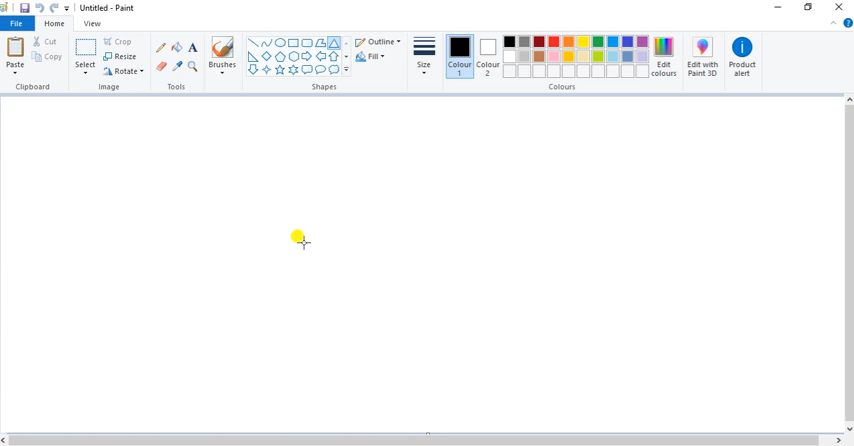 Untitled - Paint
File Home View
Paste
Cut
Copy
Clipboard
Select
Crop
Resize
Rotate
Image
A
Tools
Brushes
Shapes
Outline
Fill
Size
Colour 1
Colour 2
Edit colours
Colours
Edit with Paint 3D
Product alert